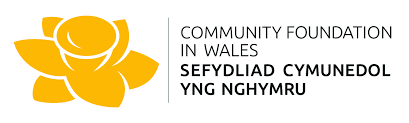 COMMUNITY FOUNDATION
IN WALES
SEFYDLIAD CYMUNEDOL
YNG NGHYMRU